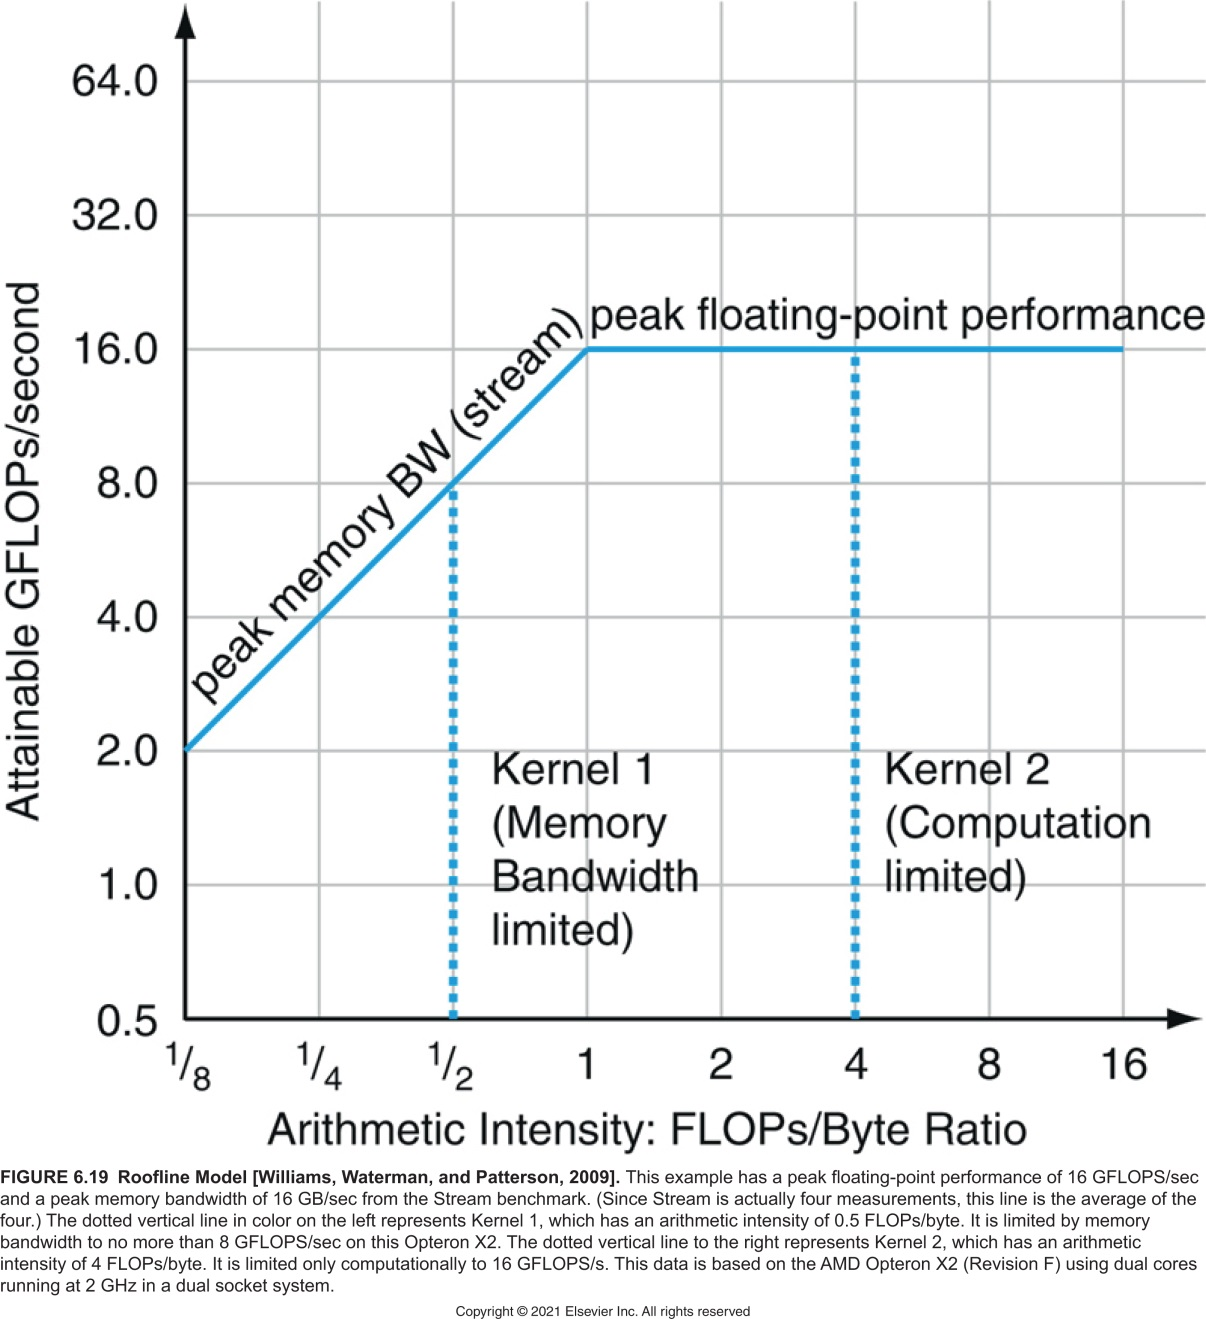 64.0
32.0
16.0
8.0
4.0
2.0
1.0
0.5
Attainable GFLOPs/second
peak memory BW (stream)
peak floating-point performance
Kernel 1
(Memory
Bandwidth
limited)
Kernel 2
(Computation
limited)
1/8 1/4 1/2 1 2 4 8 16
Arithmetic Intensity: FLOPs/Byte Ratio
FIGURE 6.19 Roofline Model [Williams, Waterman, and Patterson, 2009]. This example has a peak floating-point performance of 16 GFLOPS/sec
and a peak memory bandwidth of 16 GB/sec from the Stream benchmark. (Since Stream is actually four measurements, this line is the average of the
four.) The dotted vertical line in color on the left represents Kernel 1, which has an arithmetic intensity of 0.5 FLOPs/byte. It is limited by memory
bandwidth to no more than 8 GFLOPS/sec on this Opteron X2. The dotted vertical line to the right represents Kernel 2, which has an arithmetic
intensity of 4 FLOPs/byte. It is limited only computationally to 16 GFLOPS/s. This data is based on the AMD Opteron X2 (Revision F) using dual cores
running at 2 GHz in a dual socket system.
Copyright © 2021 Elsevier Inc. All rights reserved